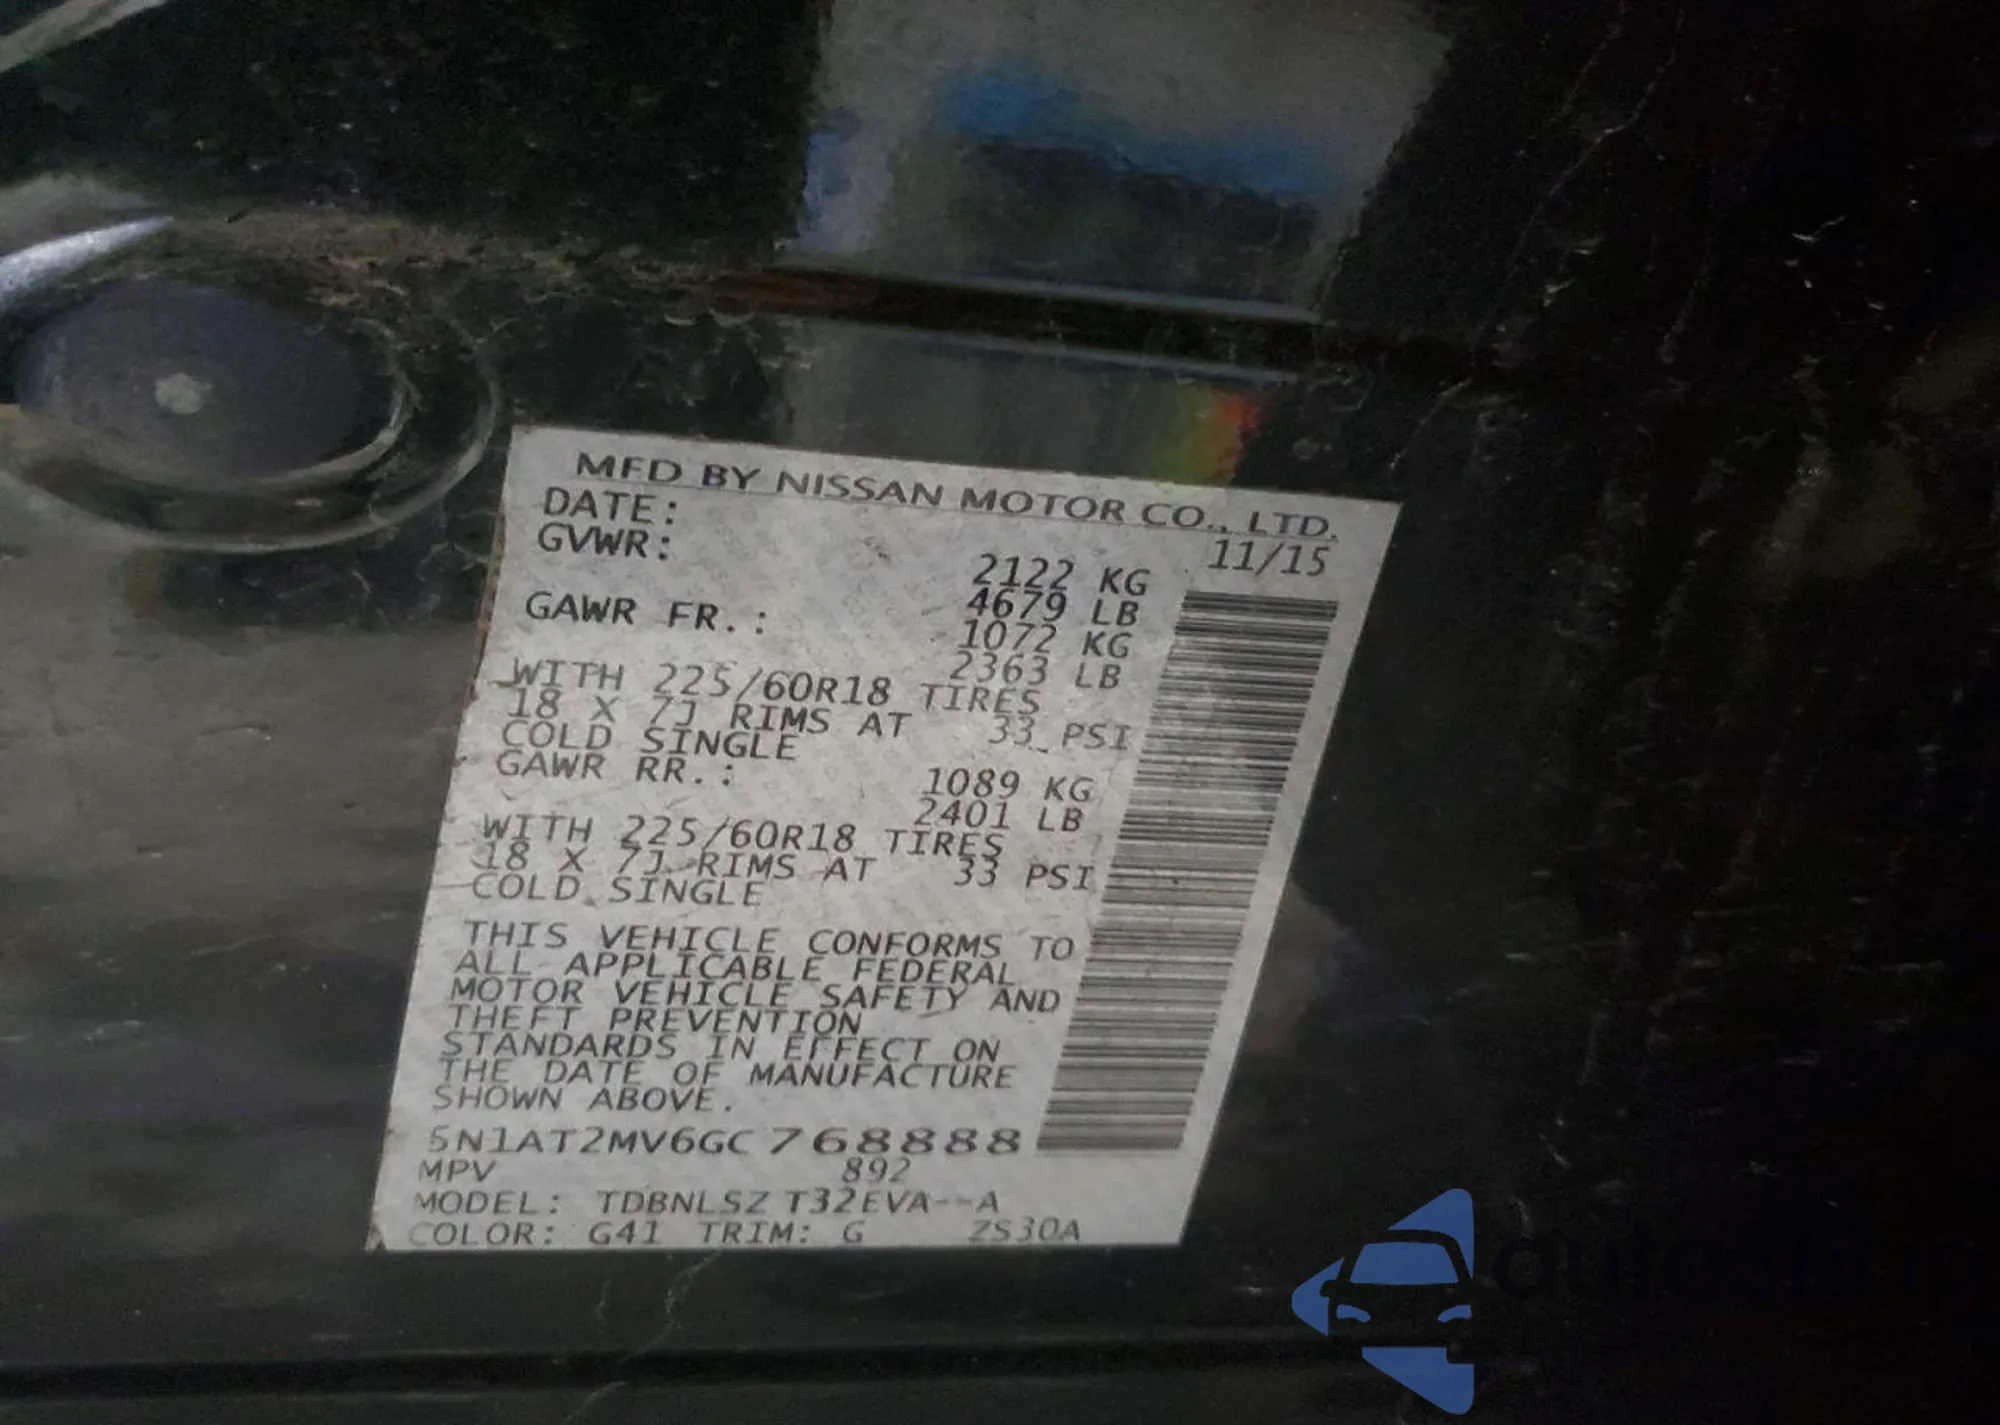 MFD BY NISSAN MOTOR CO., LTD.
DATE: 11/15
GVWR: 2122 KG
4679 LB
GAWR FR.: 1072 KG
2363 LB
WITH 225/60R18 TIRES
18 X 7J RIMS AT 33 PSI
COLD SINGLE
GAWR RR.: 1089 KG
2401 LB
WITH 225/60R18 TIRES
18 X 7J RIMS AT 33 PSI
COLD SINGLE
THIS VEHICLE CONFORMS TO
ALL APPLICABLE FEDERAL
MOTOR VEHICLE SAFETY AND
THEFT PREVENTION
STANDARDS IN EFFECT ON
THE DATE OF MANUFACTURE
SHOWN ABOVE.
5N1AT2MV6GC768888
MPV 892
MODEL: TDBNLSZ T32EVA--A
COLOR: G41 TRIM: G ZS30A